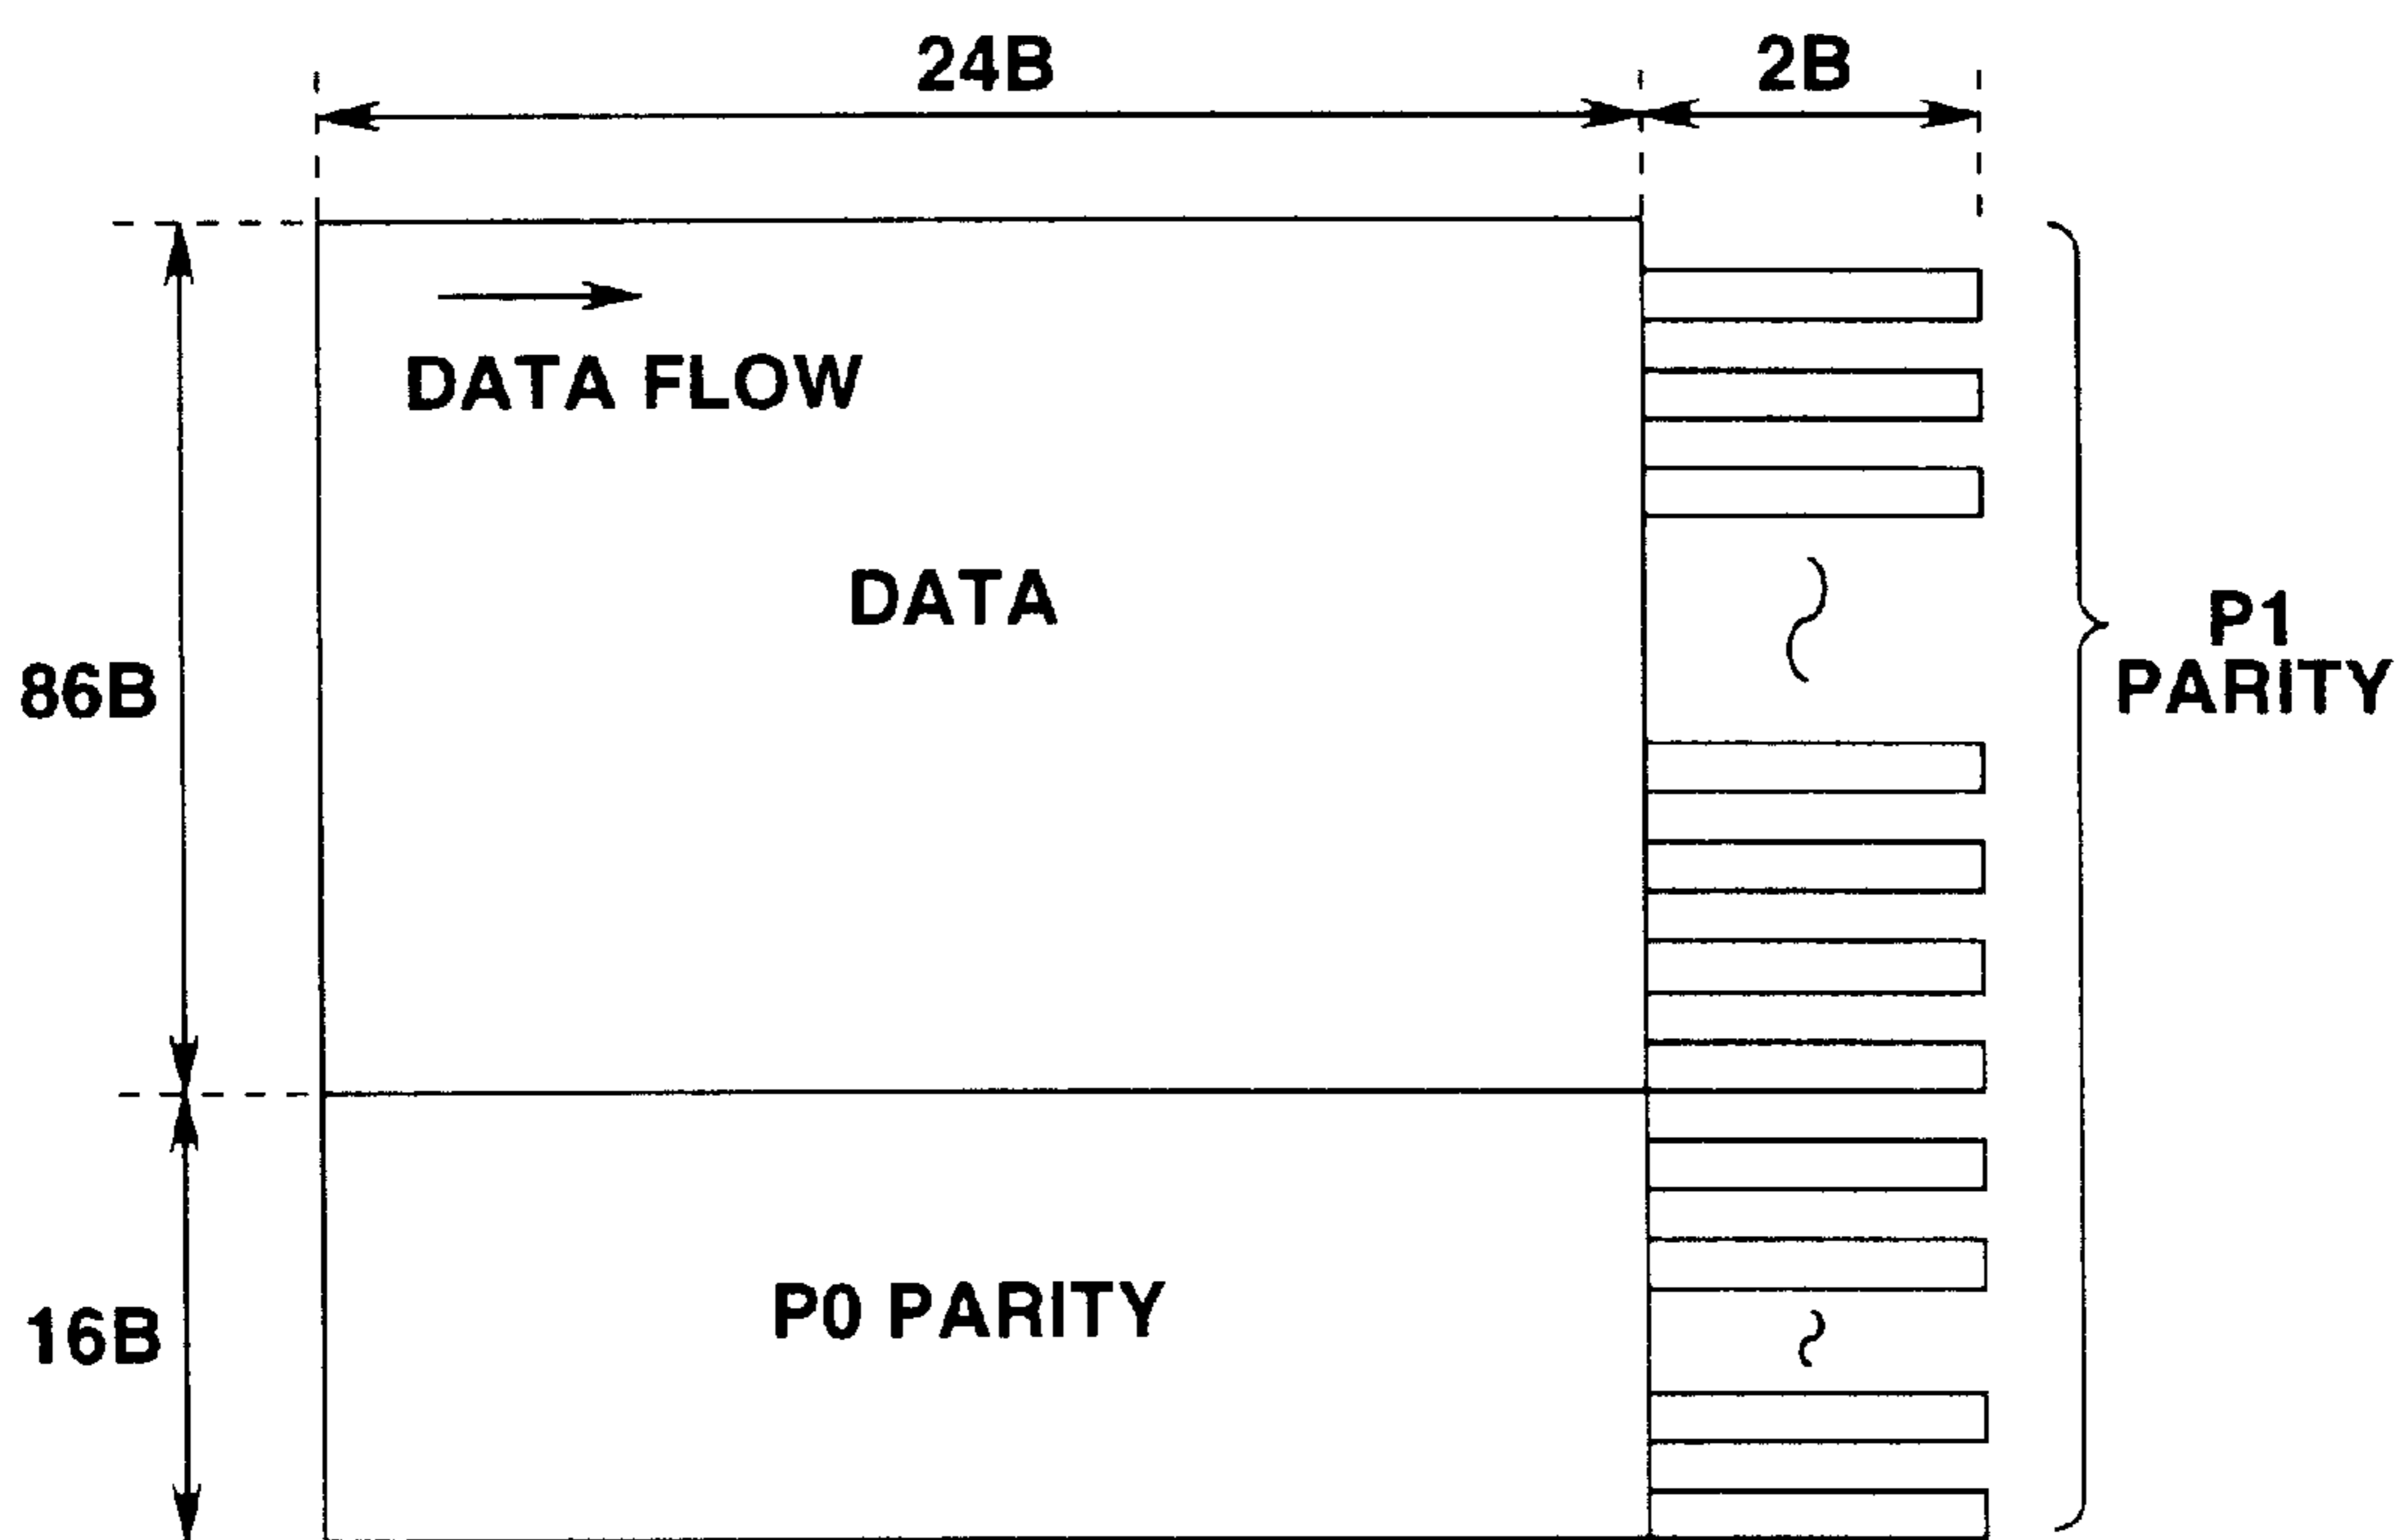 24B
2B
DATA FLOW
DATA
86B
P1
PARITY
P0 PARITY
16B